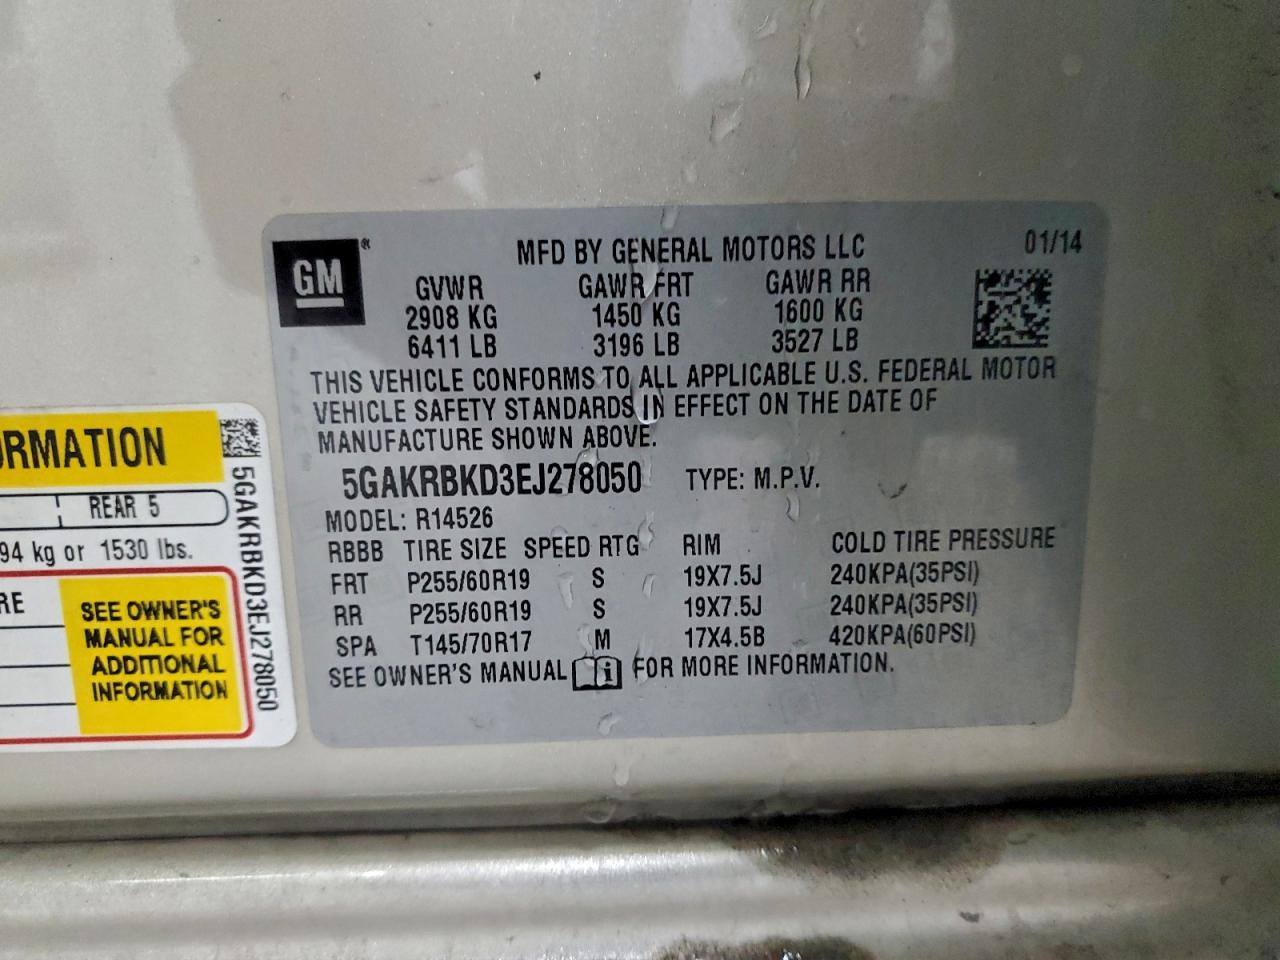 GM ®
MFD BY GENERAL MOTORS LLC 01/14
GVWR GAWR FRT GAWR RR
2908 KG 1450 KG 1600 KG
6411 LB 3196 LB 3527 LB
THIS VEHICLE CONFORMS TO ALL APPLICABLE U.S. FEDERAL MOTOR
VEHICLE SAFETY STANDARDS IN EFFECT ON THE DATE OF
MANUFACTURE SHOWN ABOVE.
5GAKRBKD3EJ278050 TYPE: M.P.V.
MODEL: R14526
RBBB TIRE SIZE SPEED RTG RIM COLD TIRE PRESSURE
FRT P255/60R19 S 19X7.5J 240KPA(35PSI)
RR P255/60R19 S 19X7.5J 240KPA(35PSI)
SPA T145/70R17 M 17X4.5B 420KPA(60PSI)
SEE OWNER'S MANUAL FOR MORE INFORMATION.
ORMATION
REAR 5
94 kg or 1530 lbs.
RE
SEE OWNER'S
MANUAL FOR
ADDITIONAL
INFORMATION
5GAKRBKD3EJ278050